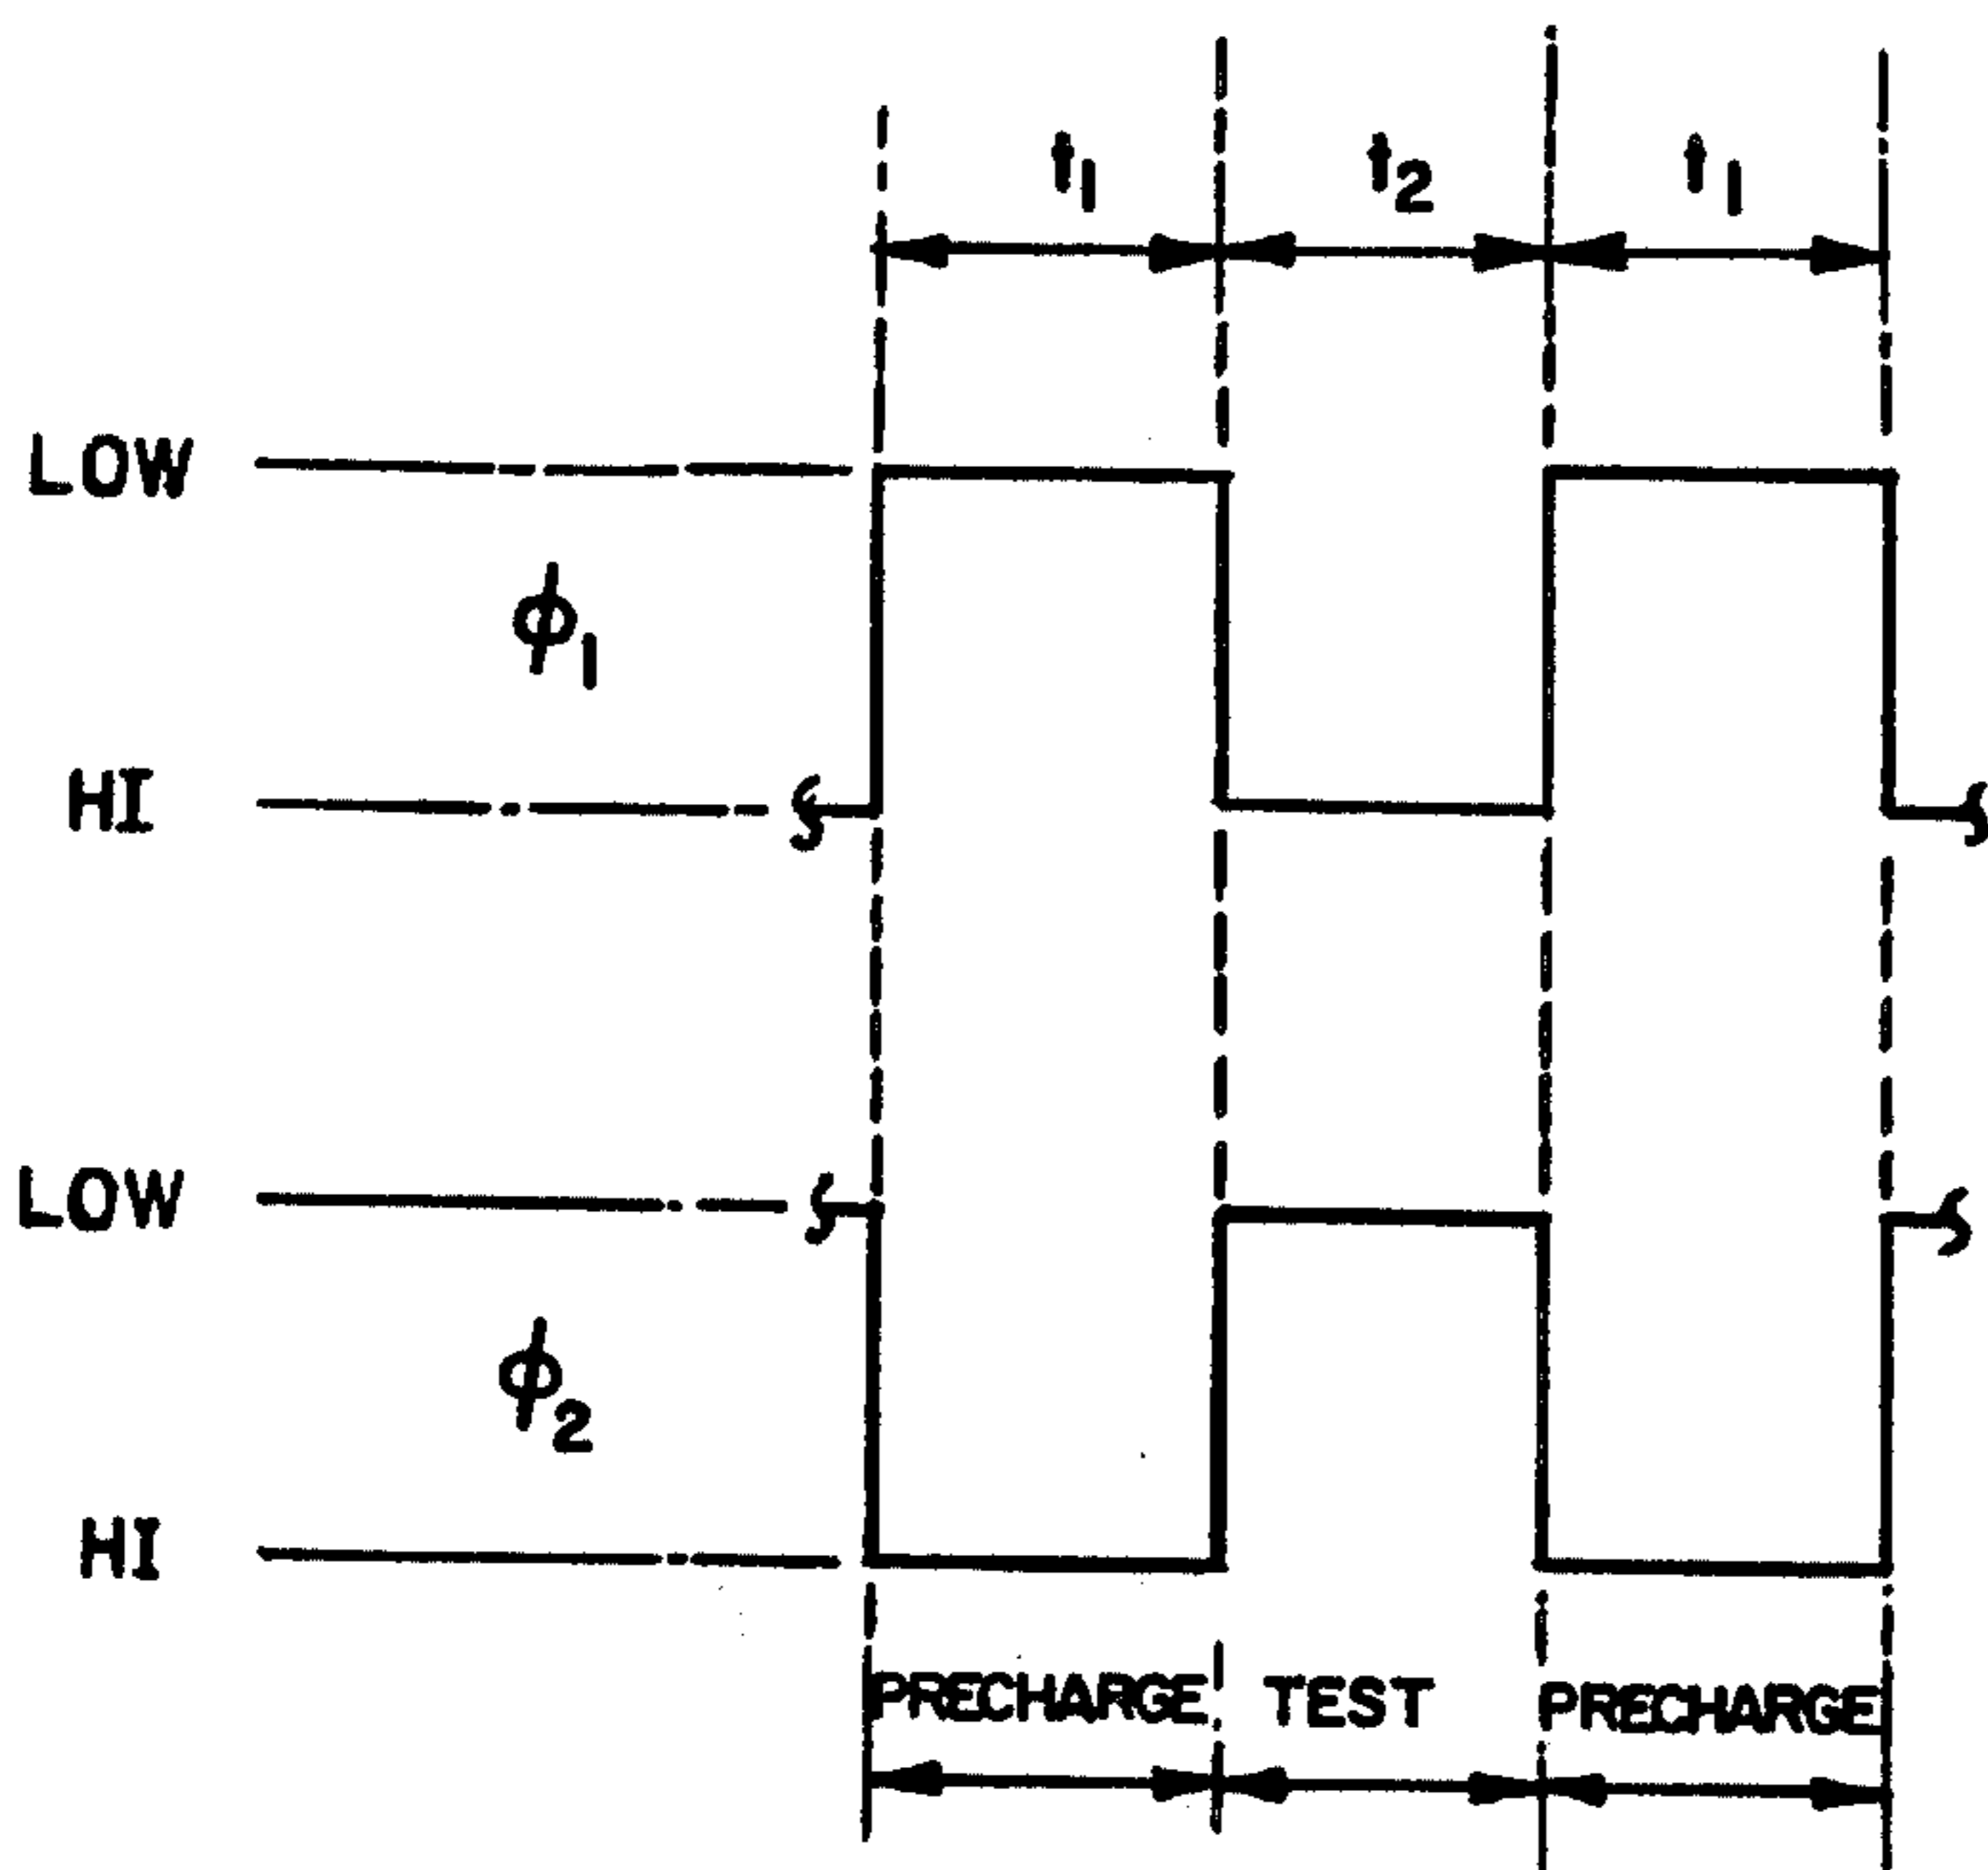 t1 t2 t1
LOW
ϕ1
HI
LOW
ϕ2
HI
PRECHARGE TEST PRECHARGE